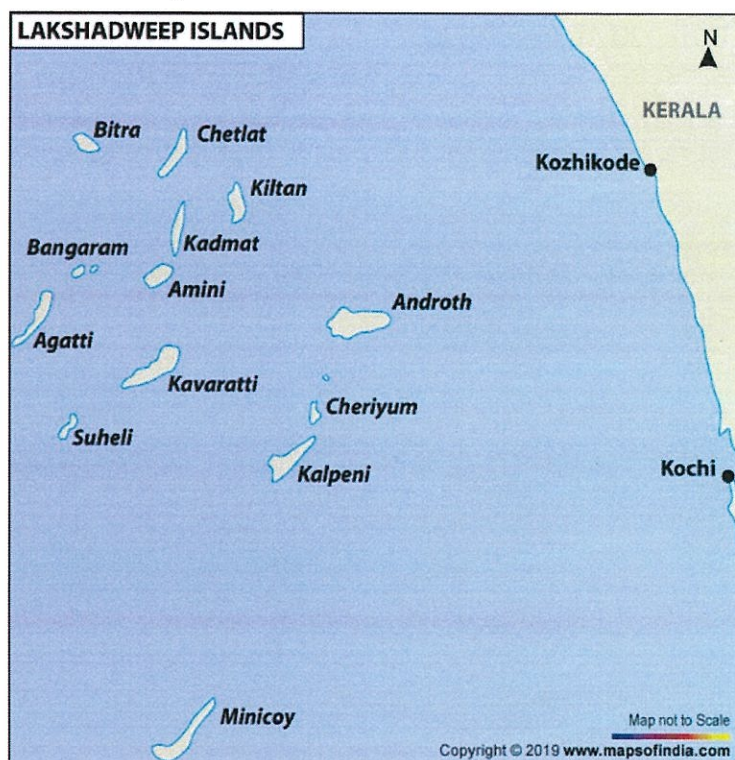 LAKSHADWEEP ISLANDS
N
KERALA
Bitra
Chetlat
Kozhikode
Kiltan
Kadmat
Bangaram
Amini
Androth
Agatti
Kavaratti
Cheriyum
Suheli
Kalpeni
Kochi
Minicoy
Map not to Scale
Copyright © 2019 www.mapsofindia.com